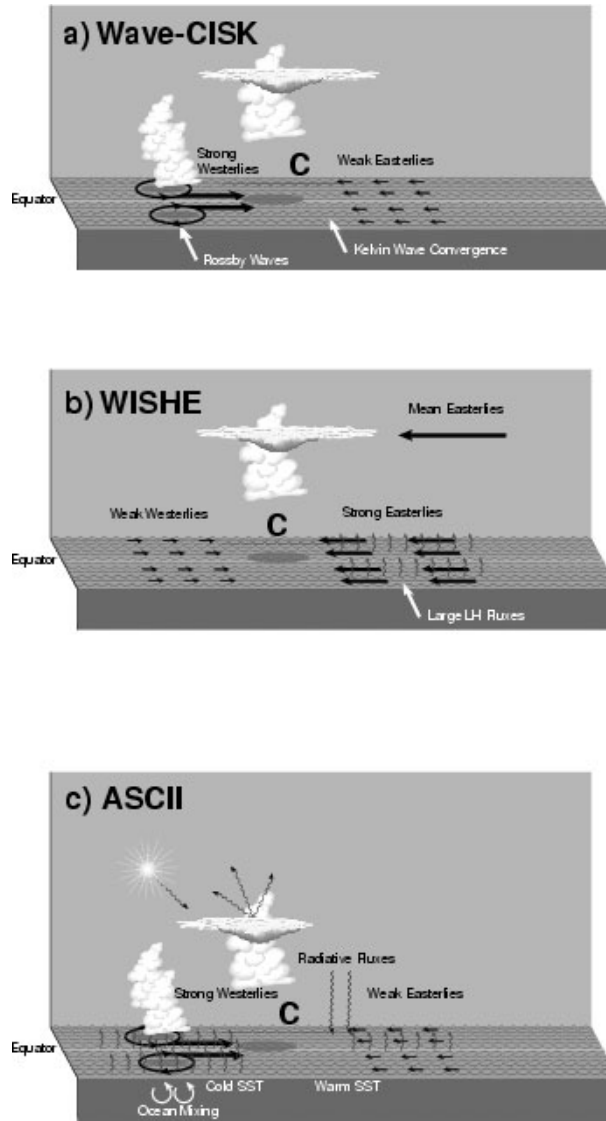 a) Wave-CISK
Strong
Westerlies
C
Weak Easterlies
Equator
Rossby Waves
Kelvin Wave Convergence
b) WISHE
Mean Easterlies
Weak Westerlies
C
Strong Easterlies
Equator
Large LH Fluxes
c) ASCII
Radiative Fluxes
Strong Westerlies
C
Weak Easterlies
Equator
Cold SST
Warm SST
Ocean Mixing